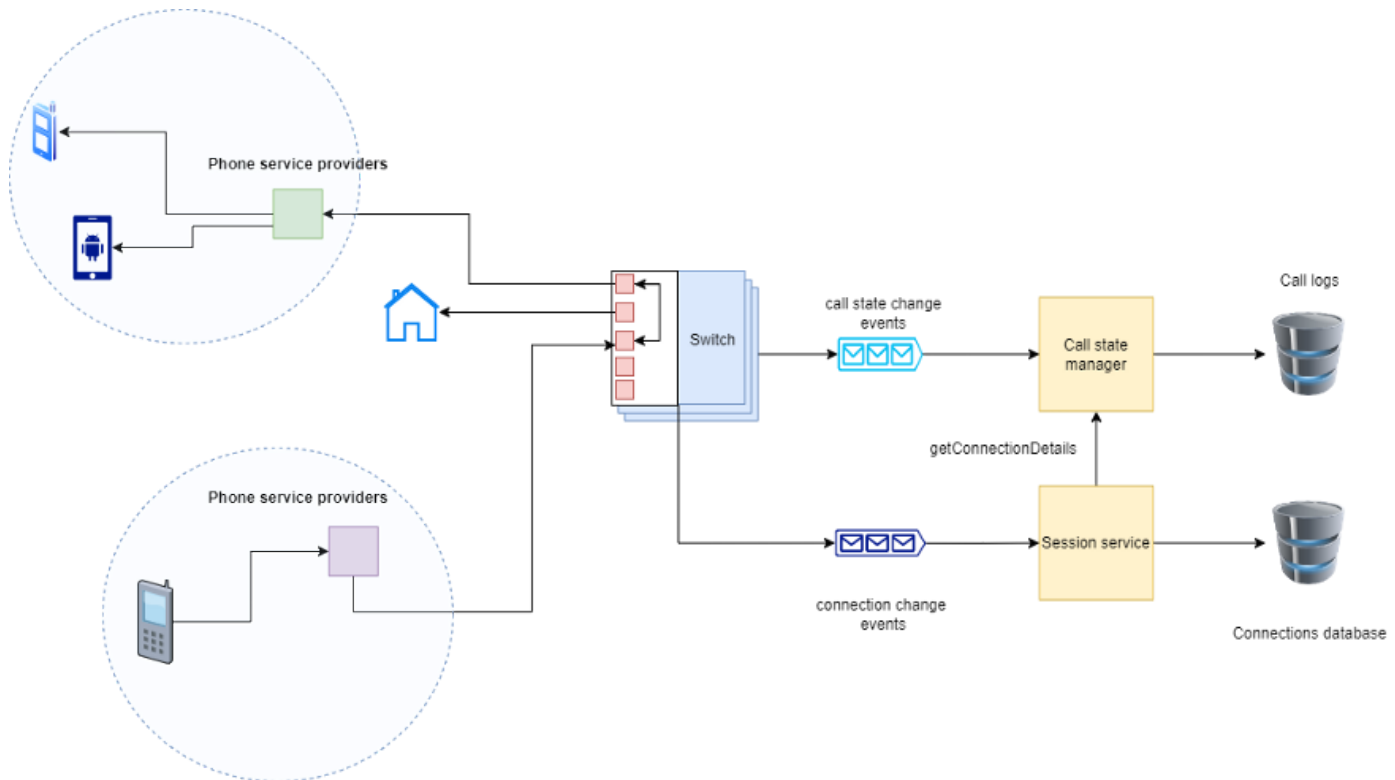 Phone service providers
Switch
call state change
events
Call state
manager
Call logs
getConnectionDetails
Phone service providers
Session service
connection change
events
Connections database